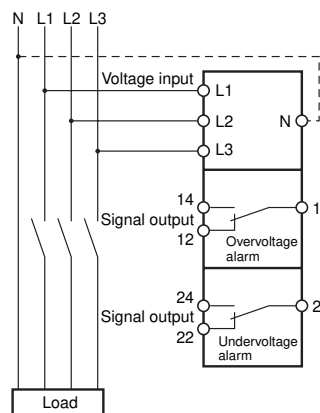 N L1 L2 L3
Voltage input
L1
L2
N
L3
14
Signal output
12
1
Overvoltage
alarm
24
Signal output
22
2
Undervoltage
alarm
Load